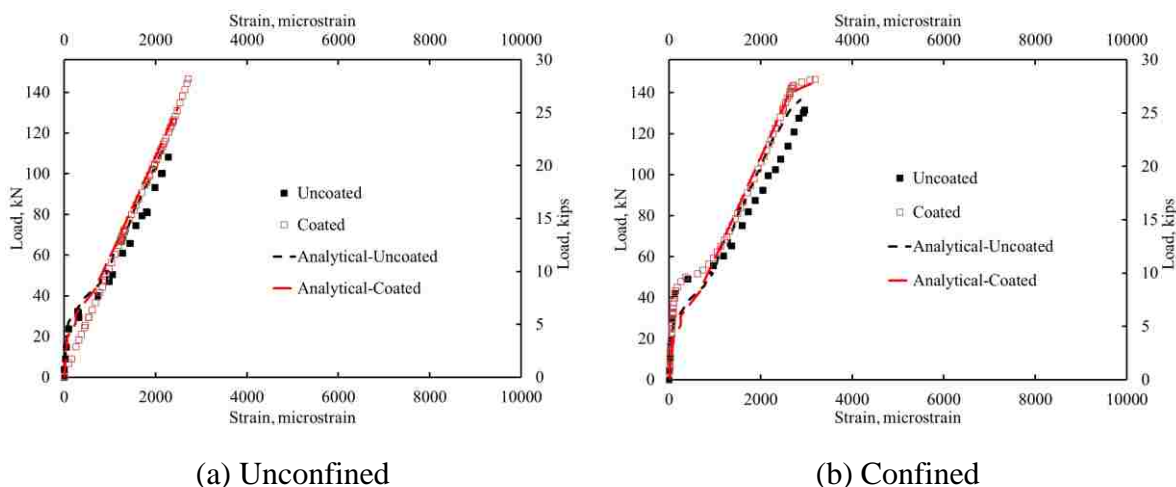 Strain, microstrain
0 2000 4000 6000 8000 10000
140
120
100
80
60
40
20
0
Load, kN
30
25
20
15
10
5
0
Load, kips
Uncoated
Coated
Analytical-Uncoated
Analytical-Coated
0 2000 4000 6000 8000 10000
Strain, microstrain
(a) Unconfined
Strain, microstrain
0 2000 4000 6000 8000 10000
140
120
100
80
60
40
20
0
Load, kN
30
25
20
15
10
5
0
Load, kips
Uncoated
Coated
Analytical-Uncoated
Analytical-Coated
0 2000 4000 6000 8000 10000
Strain, microstrain
(b) Confined